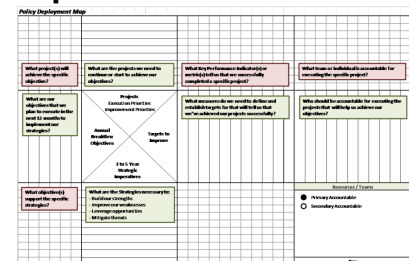 Policy Deployment Map
What project(s) will
achieve the specific
objective?
What are the projects we need to
continue or start to achieve our
objectives?
What Key Performance Indicator(s) or
metric(s) tell us that we successfully
completed a specific project?
What team or individual is accountable for
executing the specific project?
What are our
objectives that we
plan to execute in the
next 12 months to
implement our
strategies?
Projects
Execution Priorities
Improvement Priorities
Annual
Breakthru
Objectives
Targets to
Improve
3 to 5 Year
Strategic
Imperatives
What measures do we need to define and
establish targets for that will tell us that
we've achieved our projects successfully?
Who should be accountable for executing the
projects that will help us achieve our
objectives?
What objective(s)
support the specific
strategies?
What are the Strategies necessary to:
- Build our strengths
- Improve our weaknesses
- Leverage opportunities
- Mitigate threats
Resources / Teams
Primary Accountable
Secondary Accountable